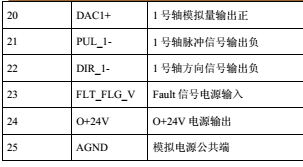 20 DAC1+ 1 号轴模拟量输出正
21 PUL_1- 1 号轴脉冲信号输出负
22 DIR_1- 1 号轴方向信号输出负
23 FLT_FLG_V Fault 信号电源输入
24 O+24V O+24V 电源输出
25 AGND 模拟电源公共端